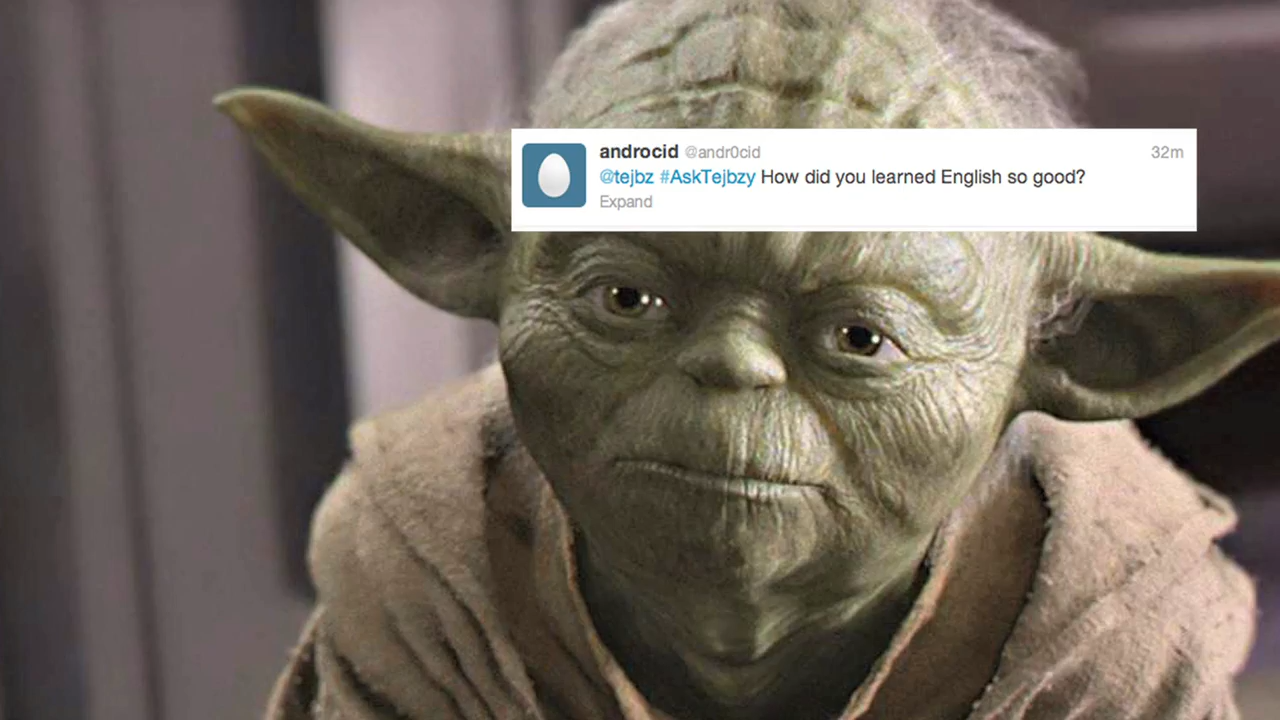 androcid @andr0cid 32m
@tejbz #AskTejbzy How did you learned English so good?
Expand